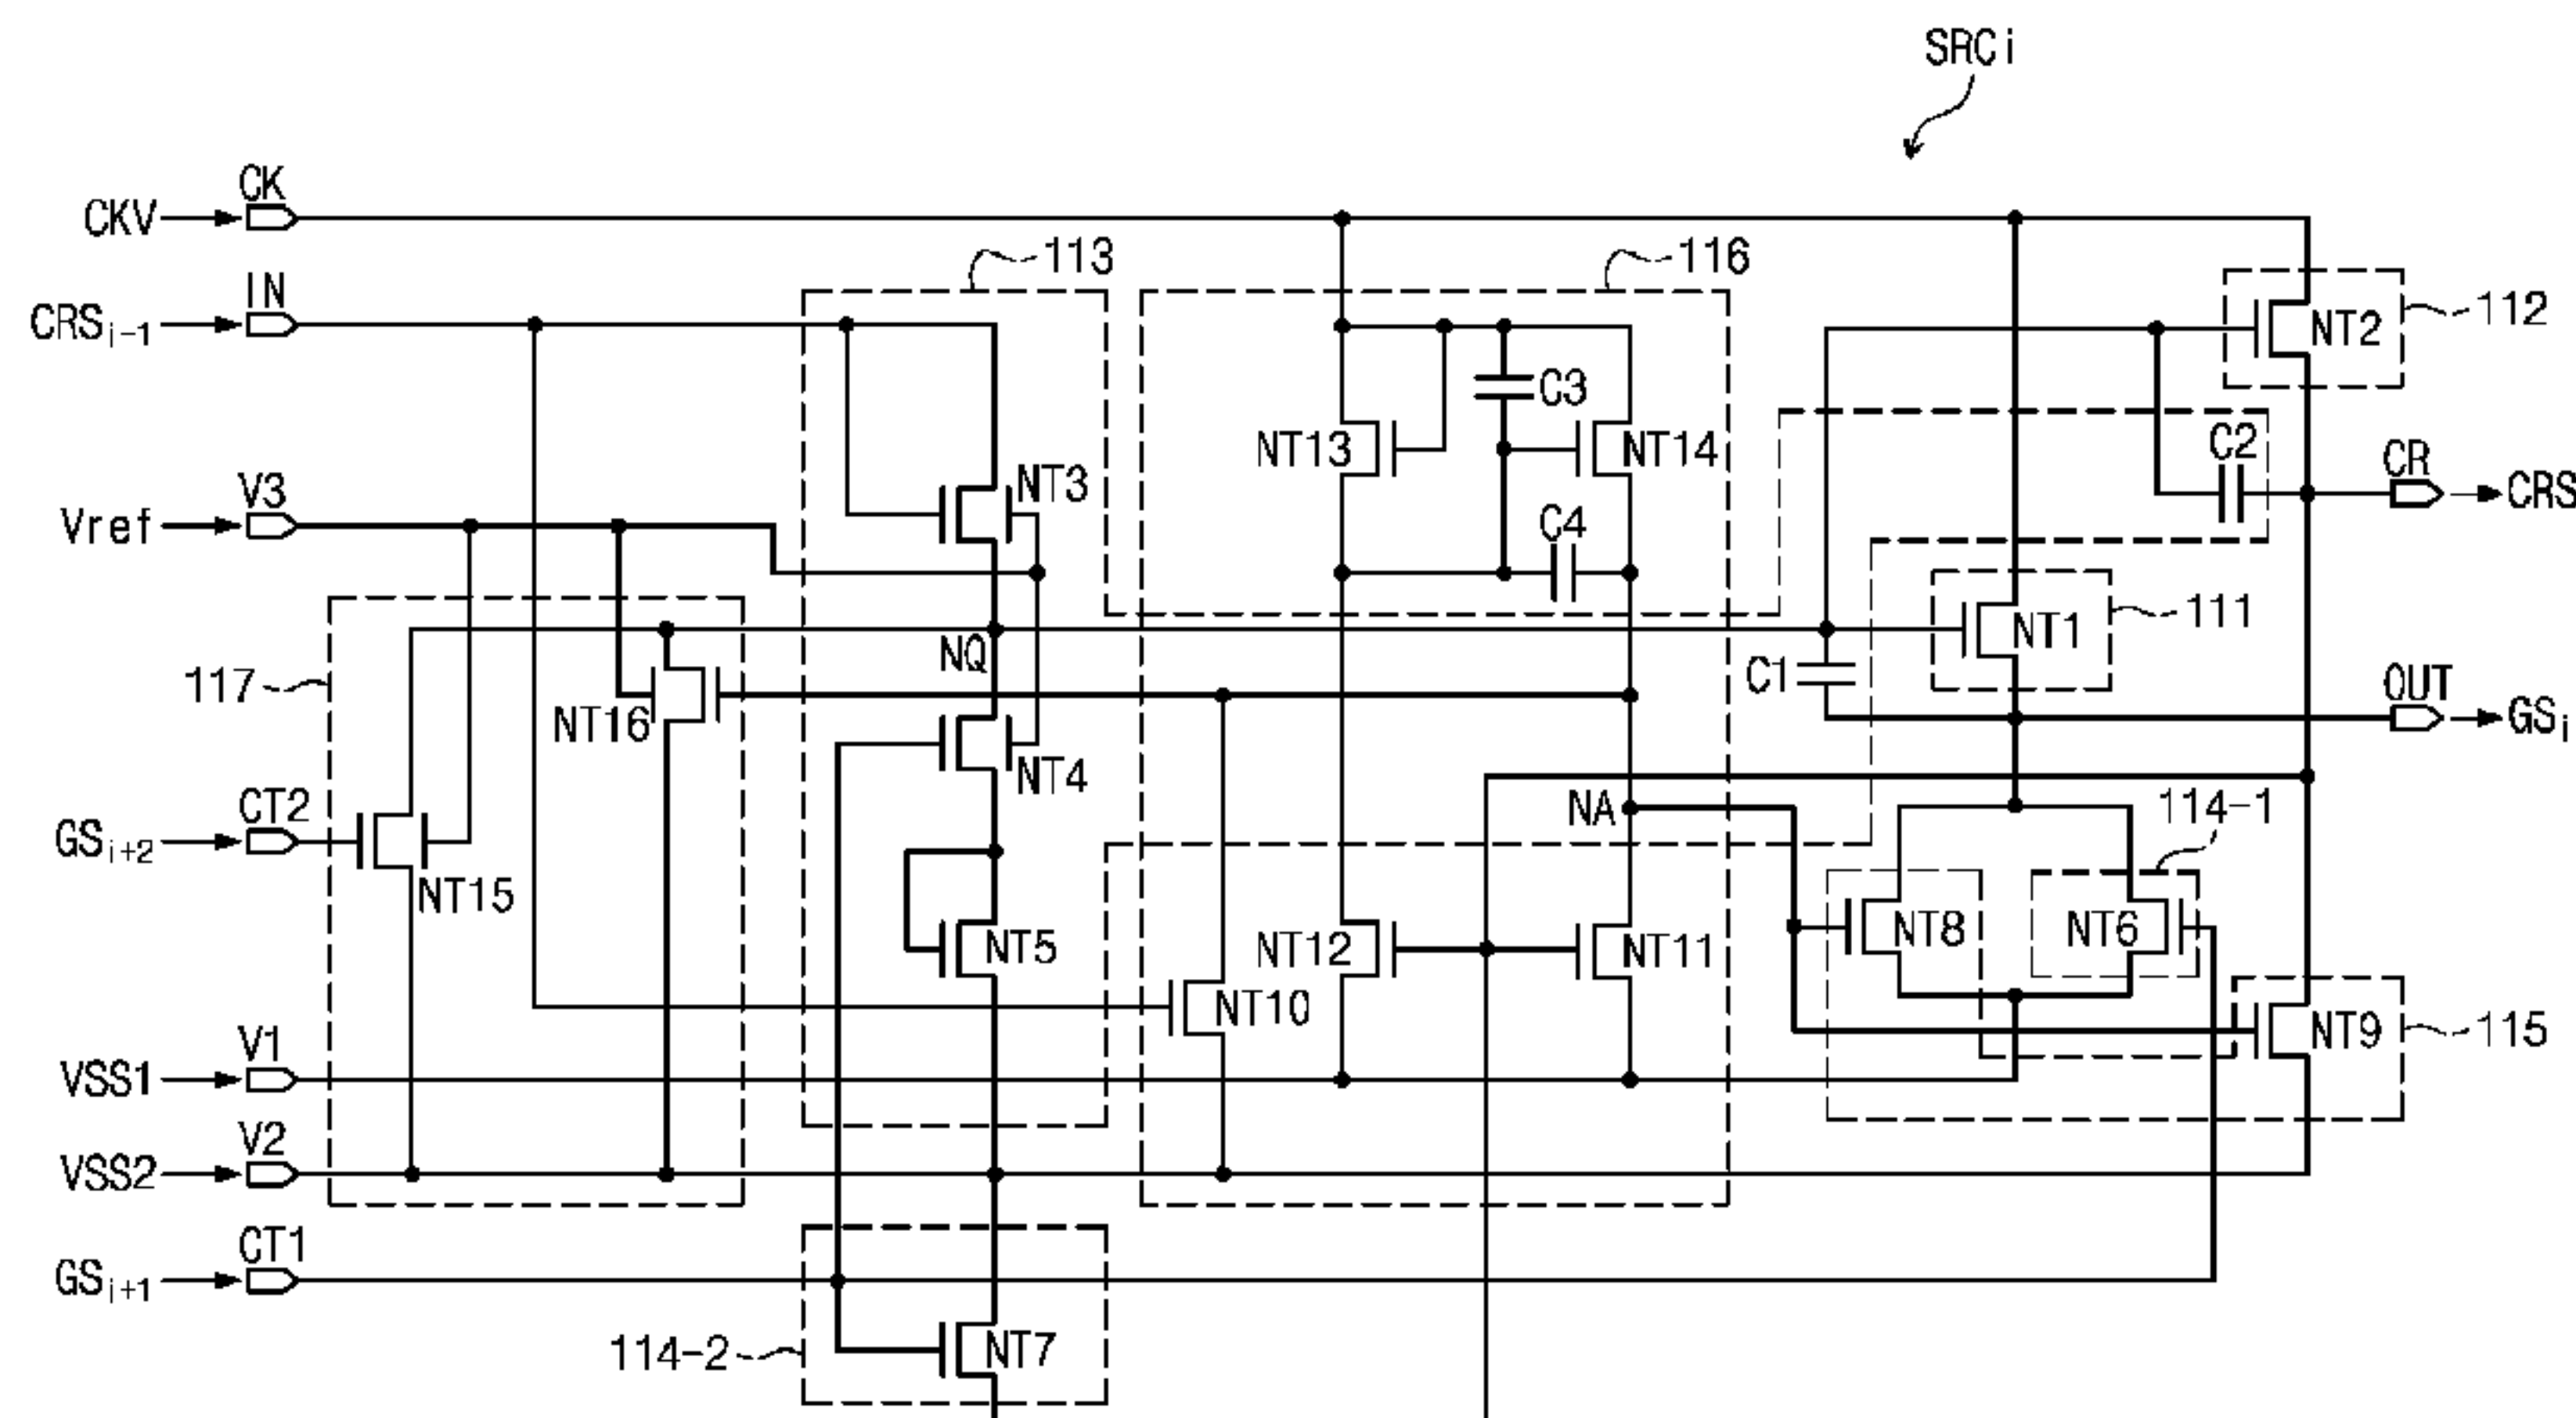 SRCi
CK
CKV
113
116
IN
CRSi-1
112
NT2
C3
NT13
NT14
C2
CR
CRS
V3
NT3
Vref
C4
NT1
111
NQ
117
C1
OUT
GSi
NT16
NT4
CT2
NA
114-1
GSi+2
NT15
NT5
NT12
NT11
NT8
NT6
NT10
V1
NT9
115
VSS1
V2
VSS2
CT1
GSi+1
114-2
NT7